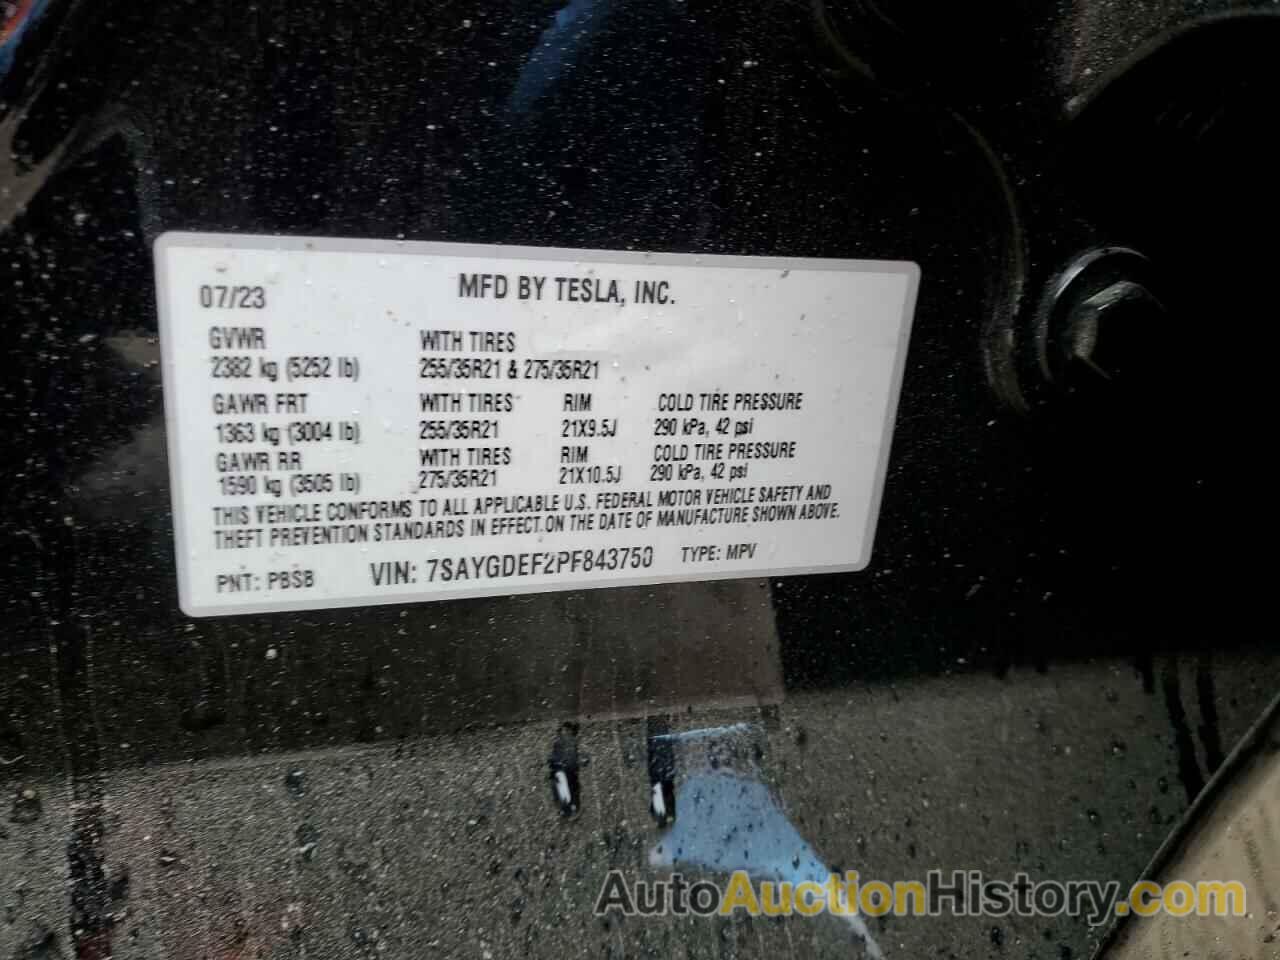 07/23 MFD BY TESLA, INC.
GVWR WITH TIRES
2382 kg (5252 lb) 255/35R21 & 275/35R21
GAWR FRT WITH TIRES RIM COLD TIRE PRESSURE
1363 kg (3004 lb) 255/35R21 21X9.5J 290 kPa, 42 psi
GAWR RR WITH TIRES RIM COLD TIRE PRESSURE
1590 kg (3505 lb) 275/35R21 21X10.5J 290 kPa, 42 psi
THIS VEHICLE CONFORMS TO ALL APPLICABLE U.S. FEDERAL MOTOR VEHICLE SAFETY AND
THEFT PREVENTION STANDARDS IN EFFECT ON THE DATE OF MANUFACTURE SHOWN ABOVE.
PNT: PBSB VIN: 7SAYGDEF2PF843750 TYPE: MPV
AutoAuctionHistory.com